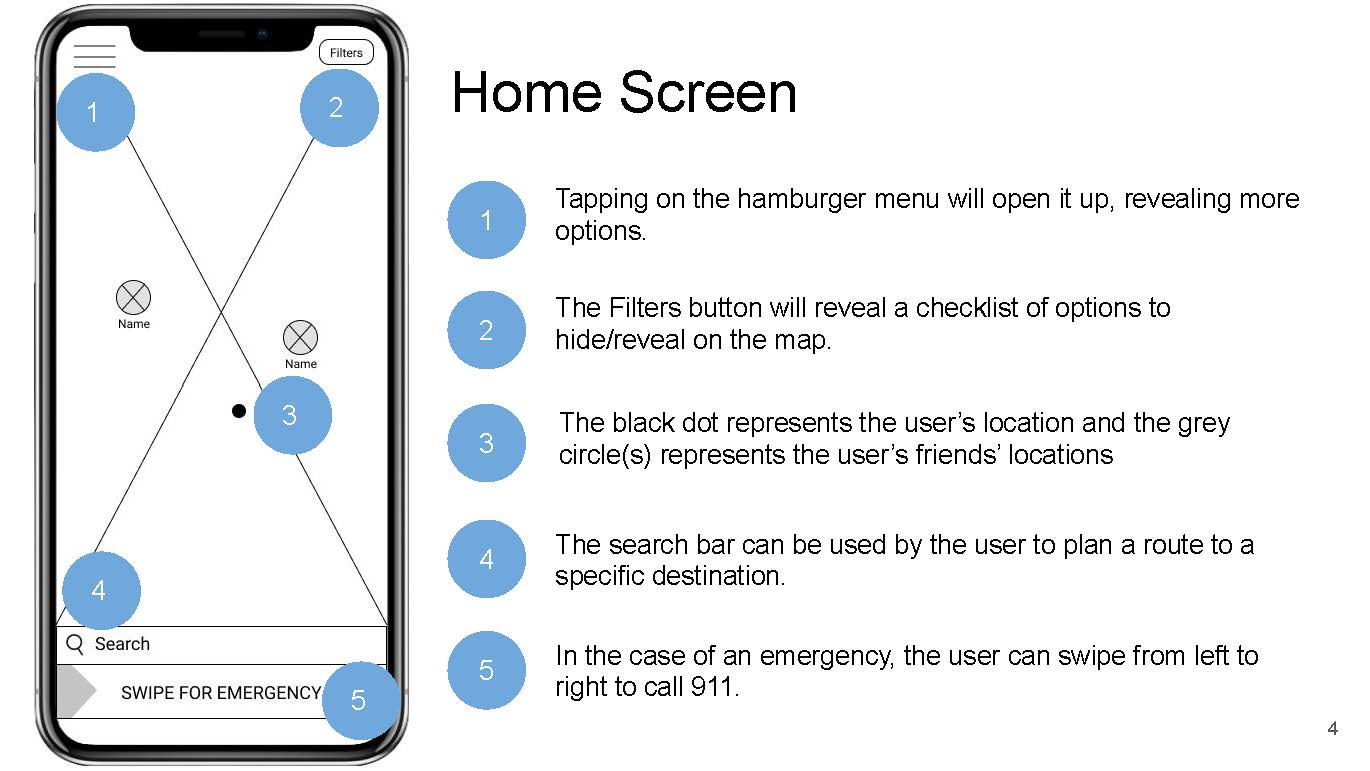 Filters
1
2
Name
Name
3
4
Search
SWIPE FOR EMERGENCY
5
Home Screen
1
Tapping on the hamburger menu will open it up, revealing more
options.
2
The Filters button will reveal a checklist of options to
hide/reveal on the map.
3
The black dot represents the user’s location and the grey
circle(s) represents the user’s friends’ locations
4
The search bar can be used by the user to plan a route to a
specific destination.
5
In the case of an emergency, the user can swipe from left to
right to call 911.
4